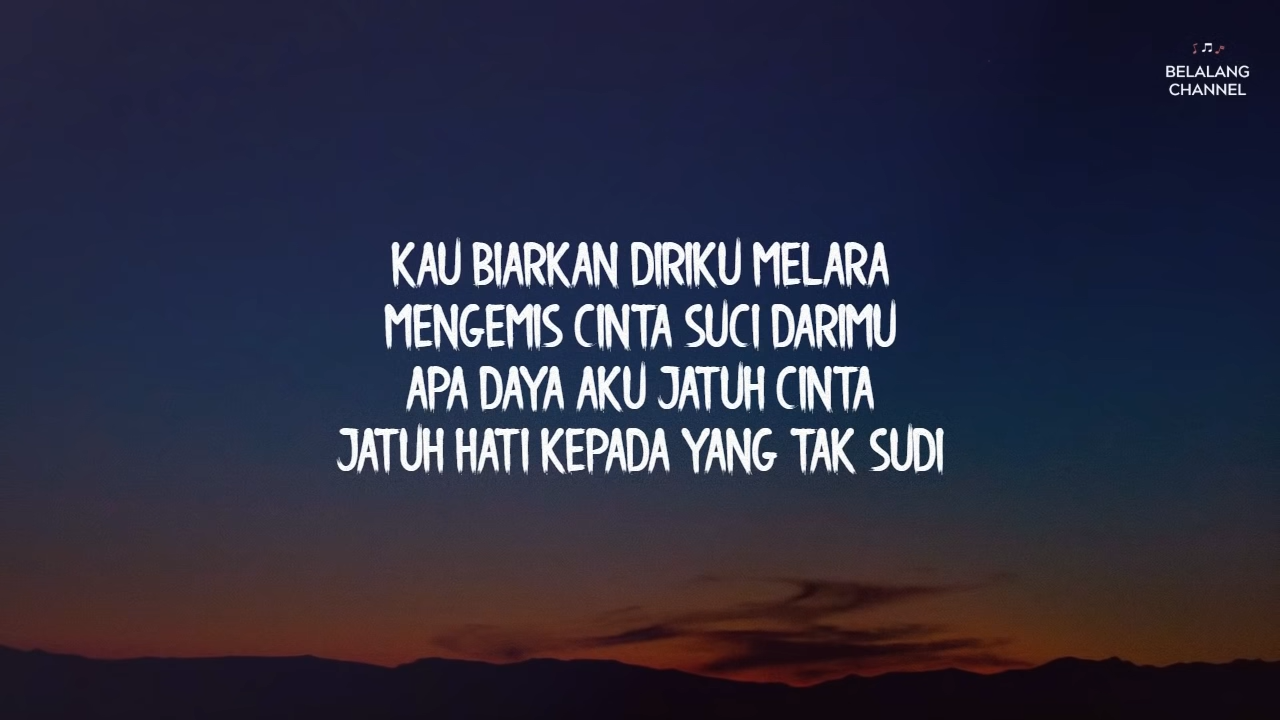 BELALANG
CHANNEL
KAU BIARKAN DIRIKU MELARA
MENGEMIS CINTA SUCI DARIMU
APA DAYA AKU JATUH CINTA
JATUH HATI KEPADA YANG TAK SUDI